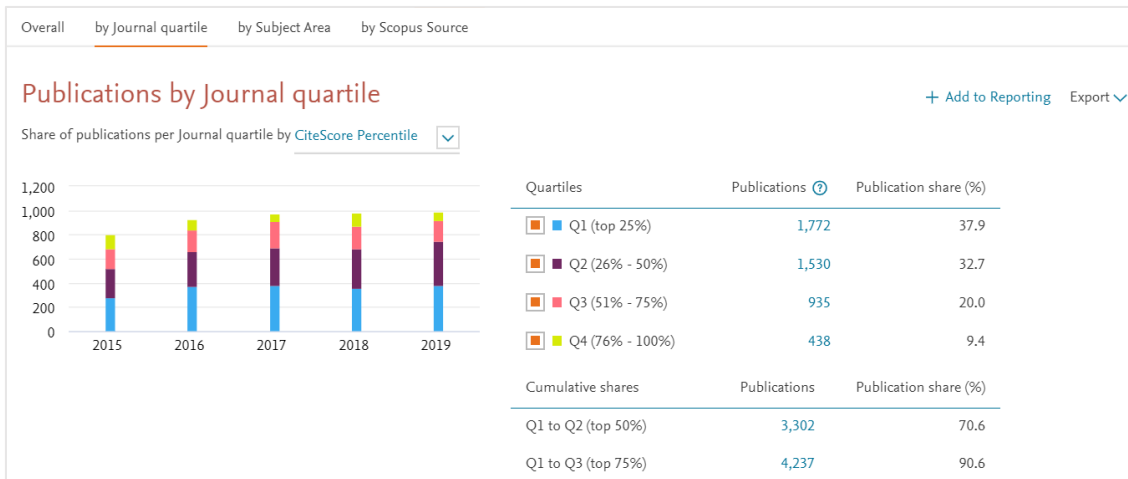 Overall by Journal quartile by Subject Area by Scopus Source
Publications by Journal quartile
+ Add to Reporting Export
Share of publications per Journal quartile by CiteScore Percentile
1,200
1,000
800
600
400
200
0
2015 2016 2017 2018 2019
Quartiles Publications ? Publication share (%)
Q1 (top 25%) 1,772 37.9
Q2 (26% - 50%) 1,530 32.7
Q3 (51% - 75%) 935 20.0
Q4 (76% - 100%) 438 9.4
Cumulative shares Publications Publication share (%)
Q1 to Q2 (top 50%) 3,302 70.6
Q1 to Q3 (top 75%) 4,237 90.6